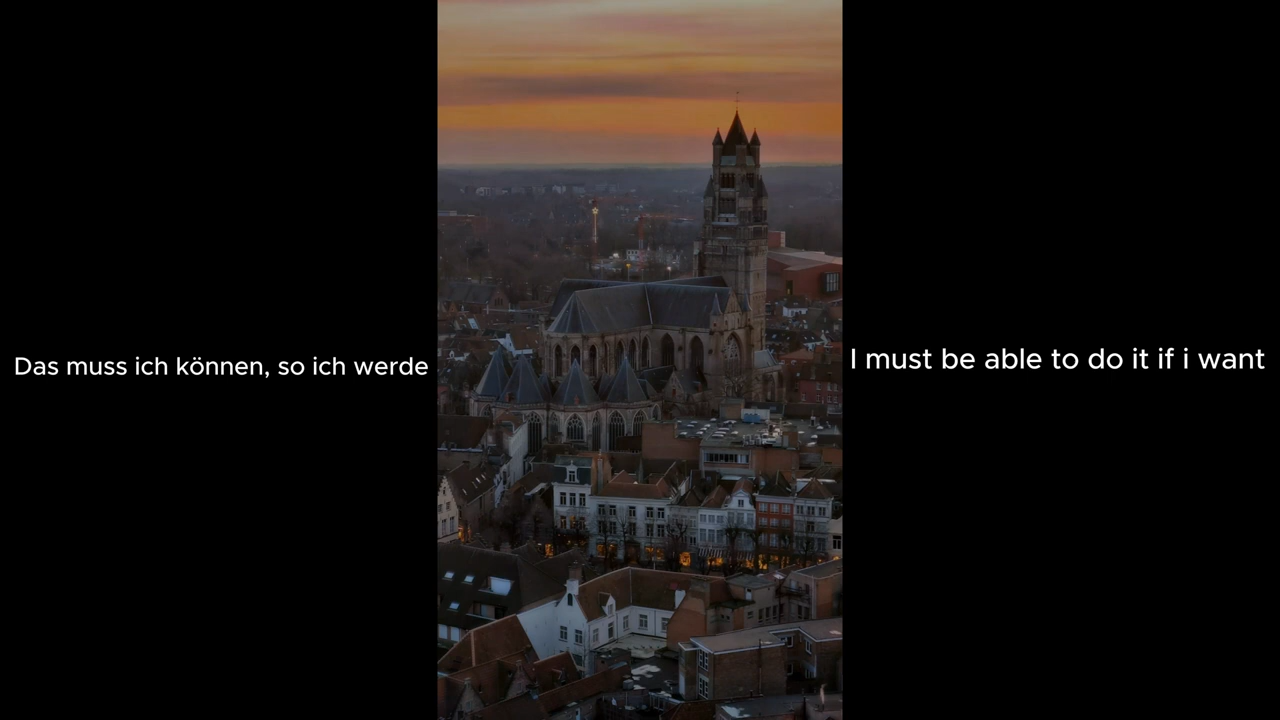 Das muss ich können, so ich werde
I must be able to do it if i want